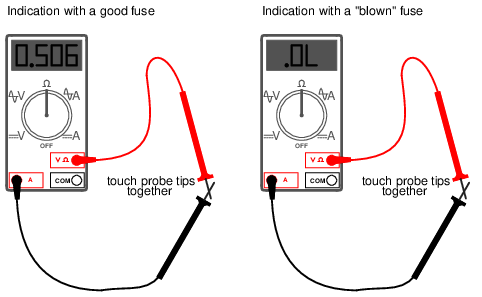 Indication with a good fuse
0.506
Ω
V
A
V
A
OFF
V Ω
A
COM
touch probe tips
together
Indication with a "blown" fuse
.0L
Ω
V
A
V
A
OFF
V Ω
A
COM
touch probe tips
together